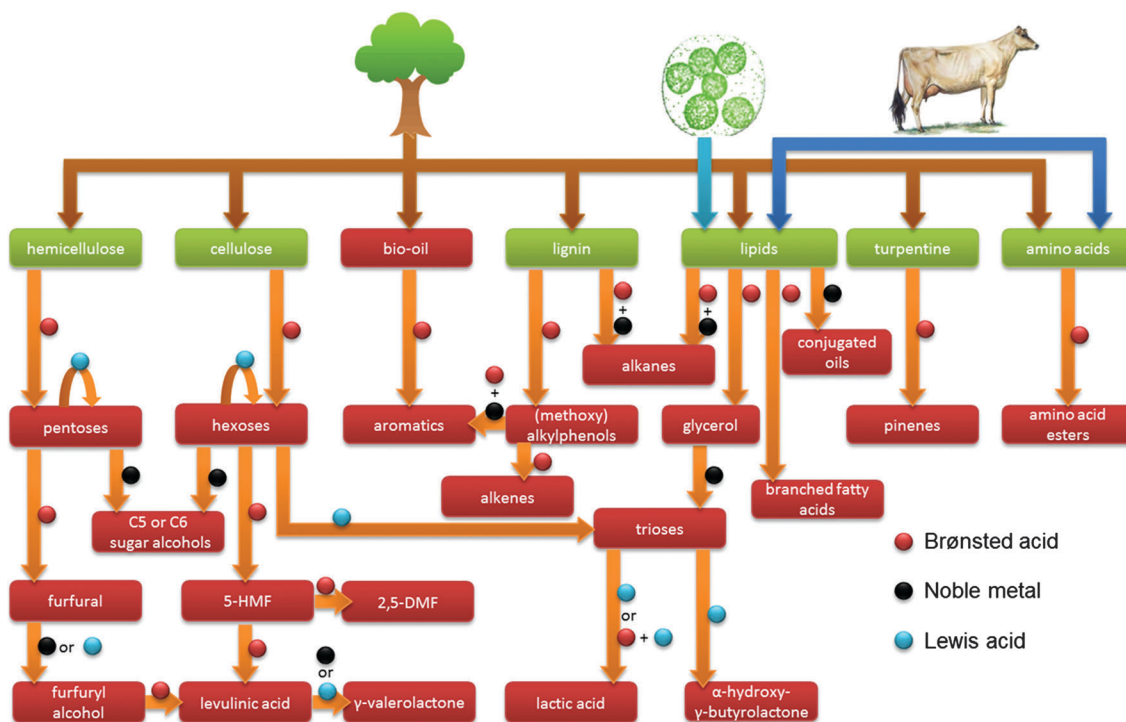 hemicellulose
cellulose
bio-oil
lignin
lipids
turpentine
amino acids
+
+
alkanes
conjugated
oils
+
pentoses
hexoses
aromatics
(methoxy)
alkylphenols
glycerol
pinenes
amino acid
esters
alkenes
branched fatty
acids
C5 or C6
sugar alcohols
trioses
Brønsted acid
furfural
5-HMF
2,5-DMF
Noble metal
or
or
+
Lewis acid
or
furfuryl
alcohol
levulinic acid
γ-valerolactone
lactic acid
α-hydroxy-
γ-butyrolactone